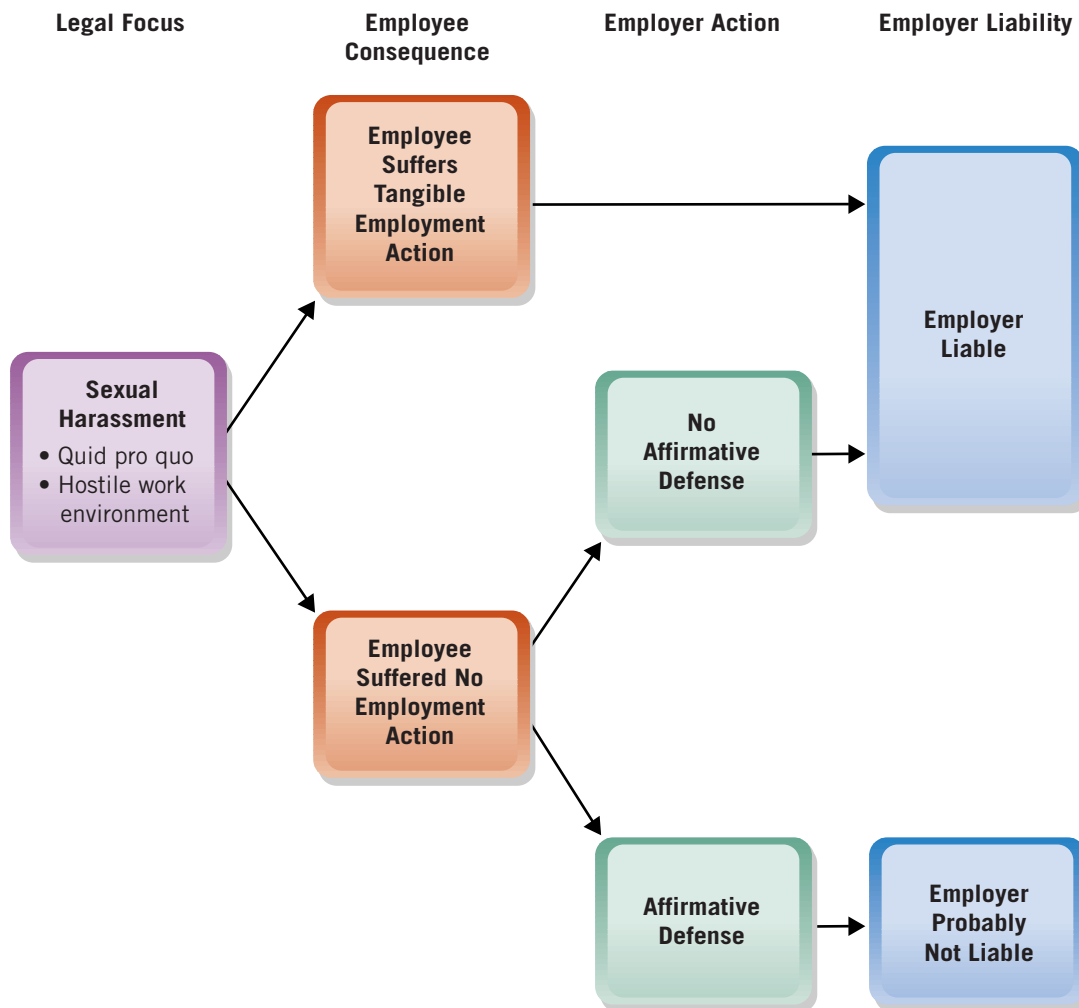 Legal Focus
Employee
Consequence
Employer Action
Employer Liability
Employee
Suffers
Tangible
Employment
Action
Employer
Liable
Sexual
Harassment
• Quid pro quo
• Hostile work
environment
No
Affirmative
Defense
Employee
Suffered No
Employment
Action
Affirmative
Defense
Employer
Probably
Not Liable